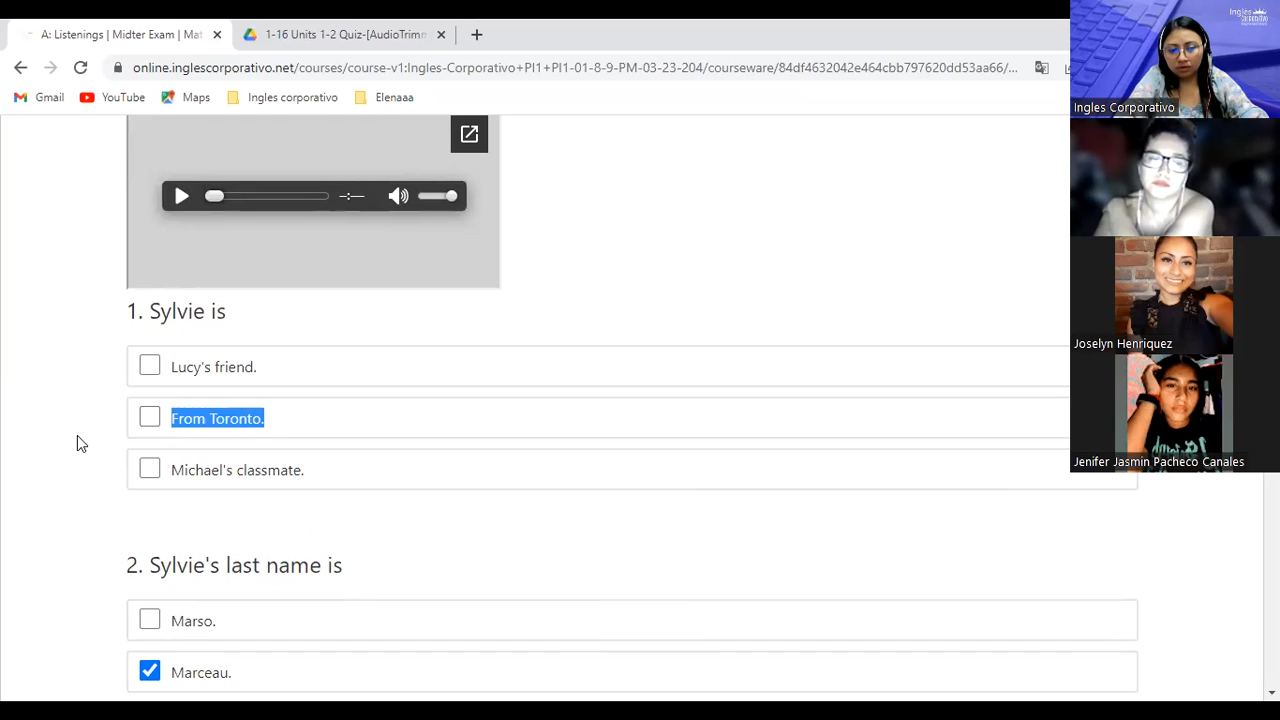 A: Listenings | Midter Exam | Mat
1-16 Units 1-2 Quiz-[AudioTrim
online.inglescorporativo.net/courses/course-v1:Ingles-Corporativo+PI1+PI1-01-8-9-PM-03-23-204/courseware/84df4632042e464cbb797620dd53aa66/...
Gmail
YouTube
Maps
Ingles corporativo
Elenaaa
Ingles
Ingles Corporativo
Joselyn Henriquez
Jenifer Jasmin Pacheco Canales
1. Sylvie is
Lucy's friend.
From Toronto.
Michael's classmate.
2. Sylvie's last name is
Marso.
Marceau.